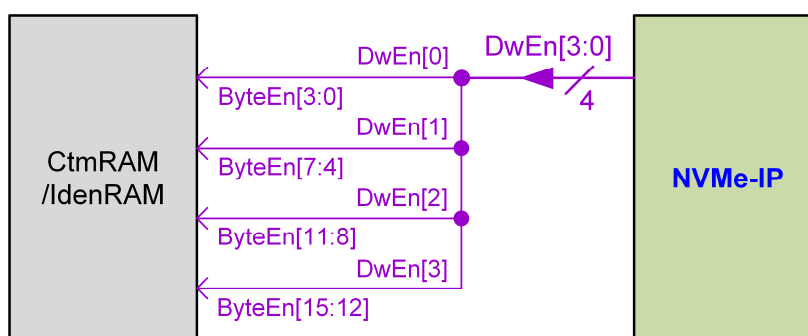 DwEn[0]
DwEn[3:0]
ByteEn[3:0]
4
DwEn[1]
CtmRAM
/IdenRAM
ByteEn[7:4]
NVMe-IP
DwEn[2]
ByteEn[11:8]
DwEn[3]
ByteEn[15:12]